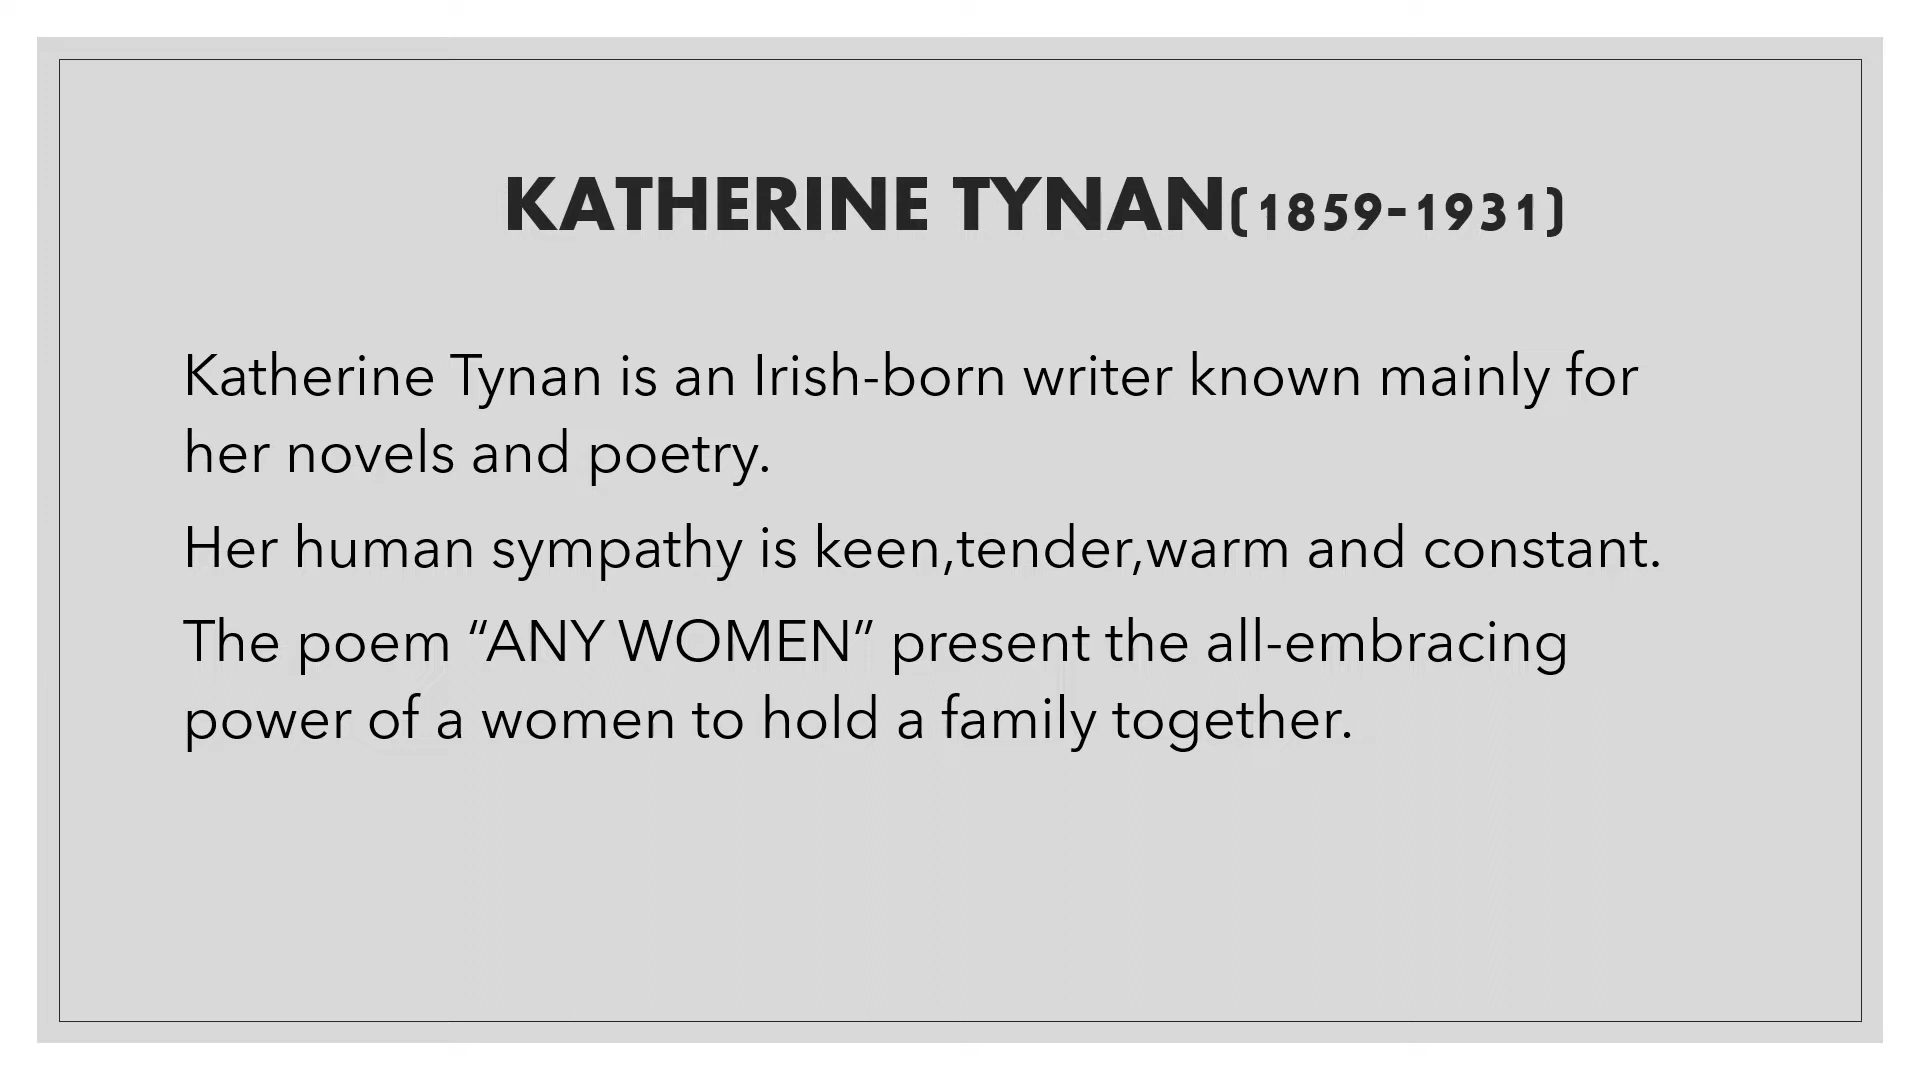 KATHERINE TYNAN(1859-1931)
Katherine Tynan is an Irish-born writer known mainly for
her novels and poetry.
Her human sympathy is keen,tender,warm and constant.
The poem “ANY WOMEN” present the all-embracing
power of a women to hold a family together.